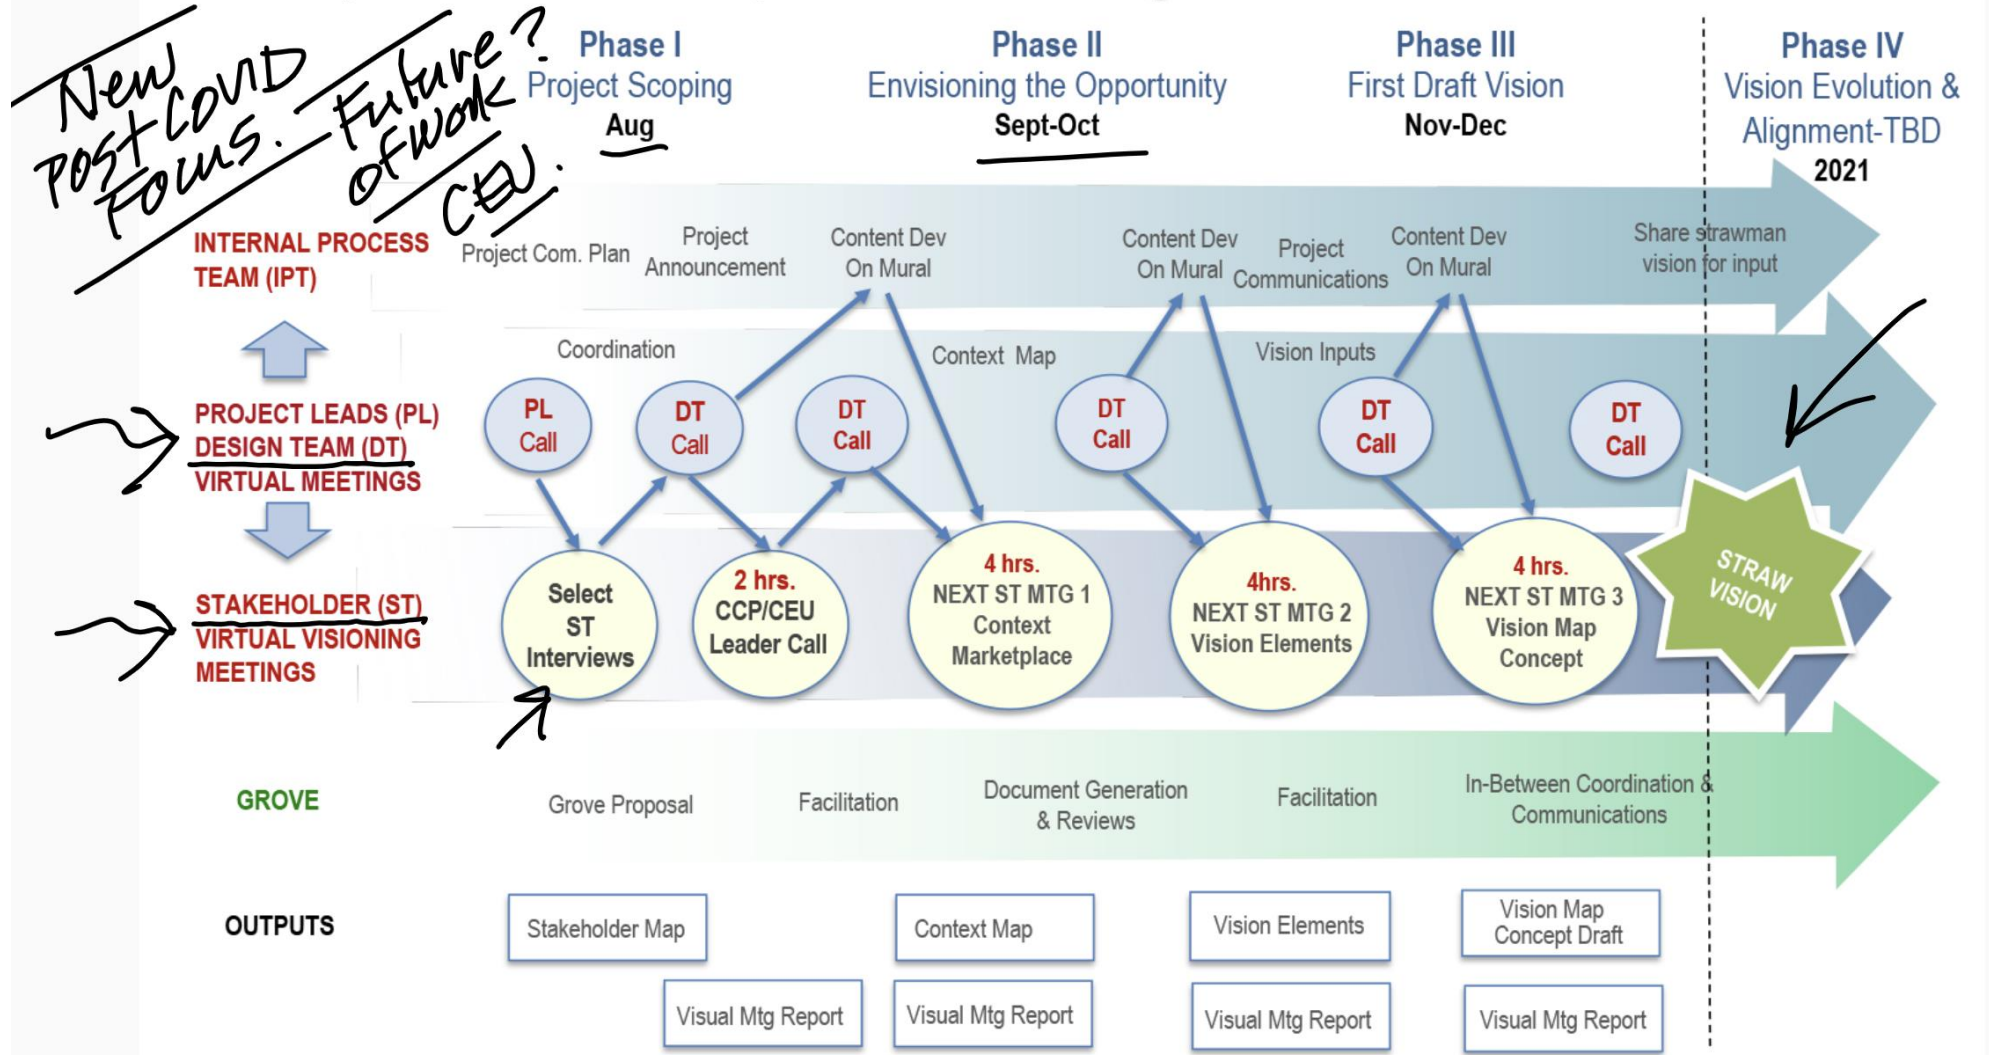 New
Post COVID
Focus.
Future?
of Work
CEU.
Phase I
Project Scoping
Aug
Phase II
Envisioning the Opportunity
Sept-Oct
Phase III
First Draft Vision
Nov-Dec
Phase IV
Vision Evolution &
Alignment-TBD
2021
INTERNAL PROCESS
TEAM (IPT)
Project Com. Plan
Project
Announcement
Content Dev
On Mural
Content Dev
On Mural
Project
Communications
Content Dev
On Mural
Share strawman
vision for input
PROJECT LEADS (PL)
DESIGN TEAM (DT)
VIRTUAL MEETINGS
Coordination
Context Map
Vision Inputs
PL
Call
DT
Call
DT
Call
DT
Call
DT
Call
DT
Call
STAKEHOLDER (ST)
VIRTUAL VISIONING
MEETINGS
Select
ST
Interviews
2 hrs.
CCP/CEU
Leader Call
4 hrs.
NEXT ST MTG 1
Context
Marketplace
4hrs.
NEXT ST MTG 2
Vision Elements
4 hrs.
NEXT ST MTG 3
Vision Map
Concept
STRAW
VISION
GROVE
Grove Proposal
Facilitation
Document Generation
& Reviews
Facilitation
In-Between Coordination &
Communications
OUTPUTS
Stakeholder Map
Context Map
Vision Elements
Vision Map
Concept Draft
Visual Mtg Report
Visual Mtg Report
Visual Mtg Report
Visual Mtg Report